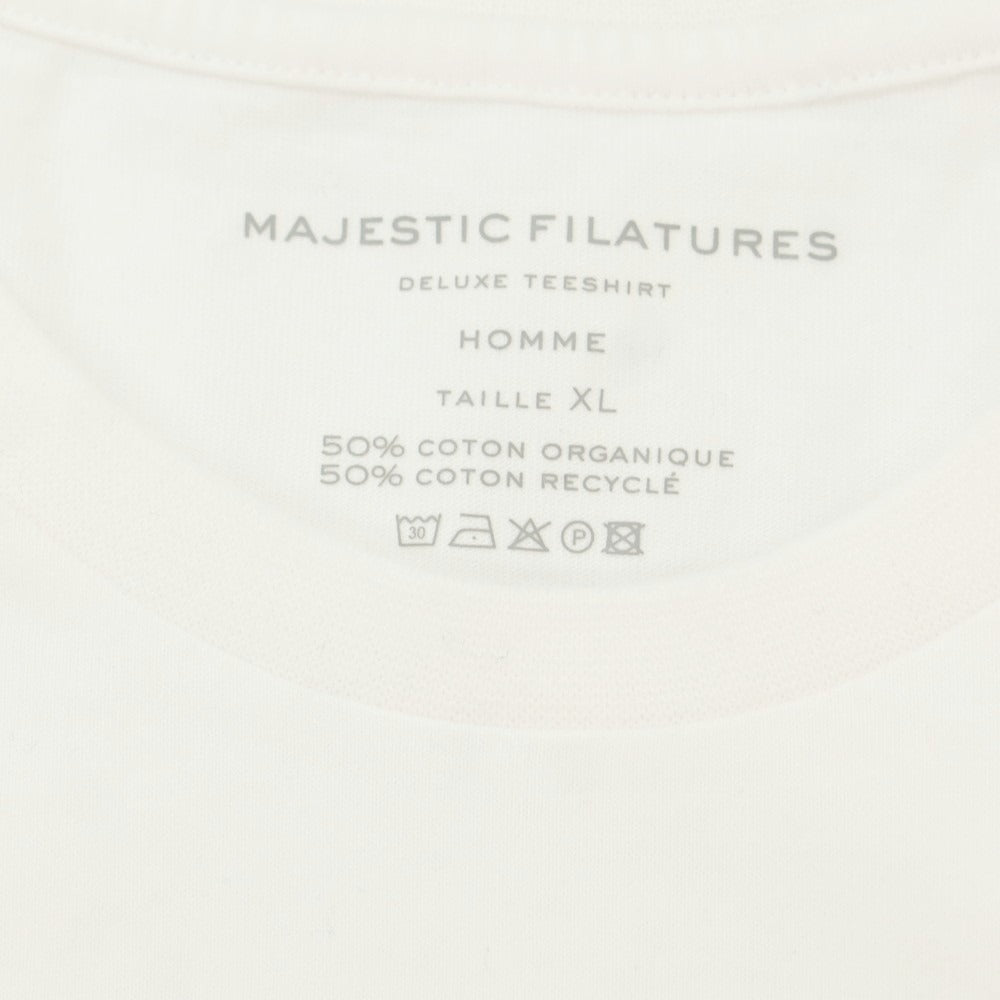 MAJESTIC FILATURES
DELUXE TEESHIRT
HOMME
TAILLE XL
50% COTON ORGANIQUE
50% COTON RECYCLÉ
30 P